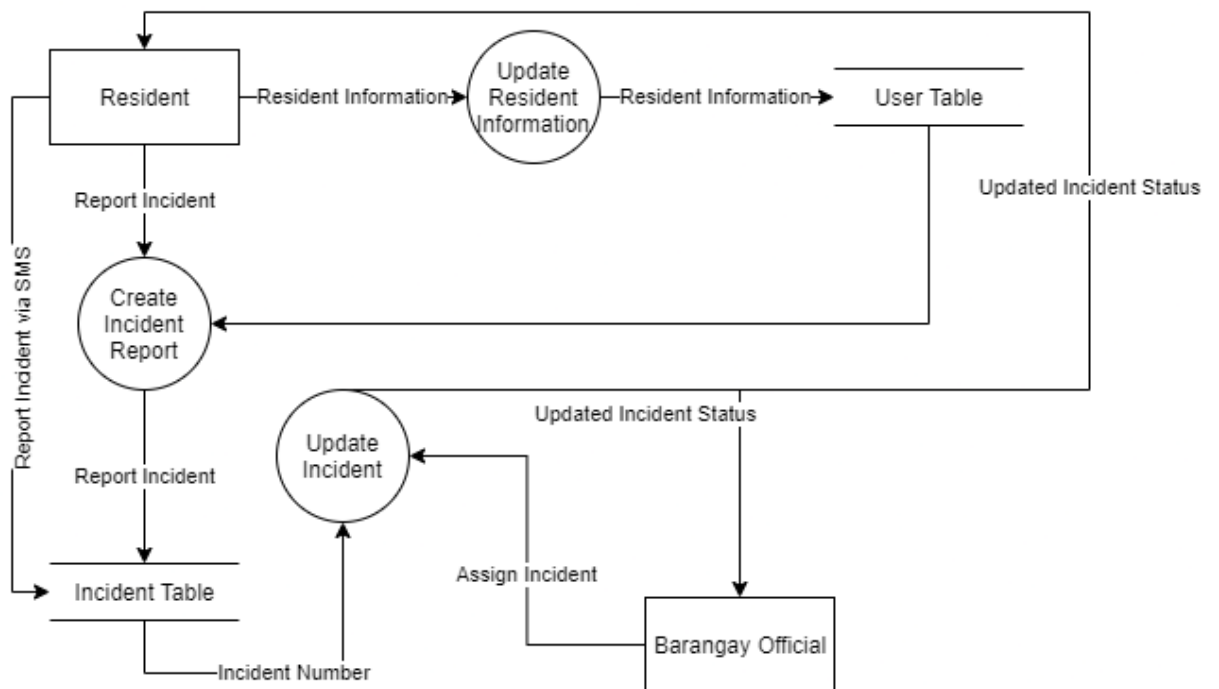 Resident
Resident Information
Update
Resident
Information
Resident Information
User Table
Updated Incident Status
Report Incident
Report Incident via SMS
Create
Incident
Report
Updated Incident Status
Update
Incident
Report Incident
Assign Incident
Incident Table
Barangay Official
Incident Number